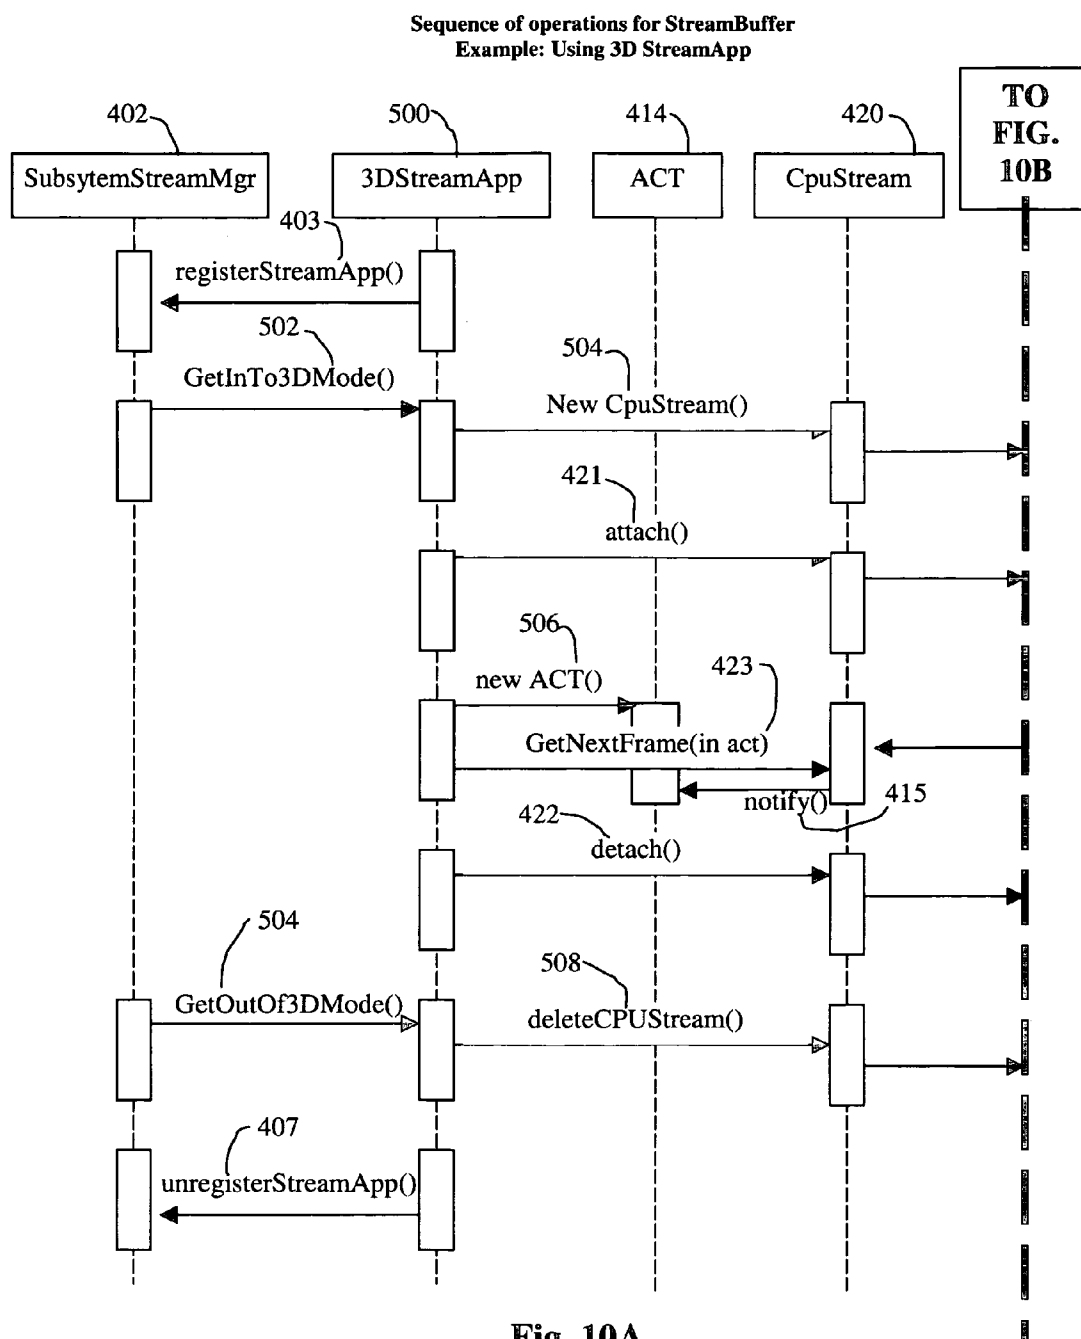 Sequence of operations for StreamBuffer
Example: Using 3D StreamApp
TO
FIG.
10B
402
500
414
420
SubsytemStreamMgr
3DStreamApp
ACT
CpuStream
403
registerStreamApp()
502
GetInTo3DMode()
504
New CpuStream()
421
attach()
506
new ACT()
423
GetNextFrame(in act)
notify()
415
422
detach()
504
GetOutOf3DMode()
508
deleteCPUStream()
407
unregisterStreamApp()
Fig. 10A